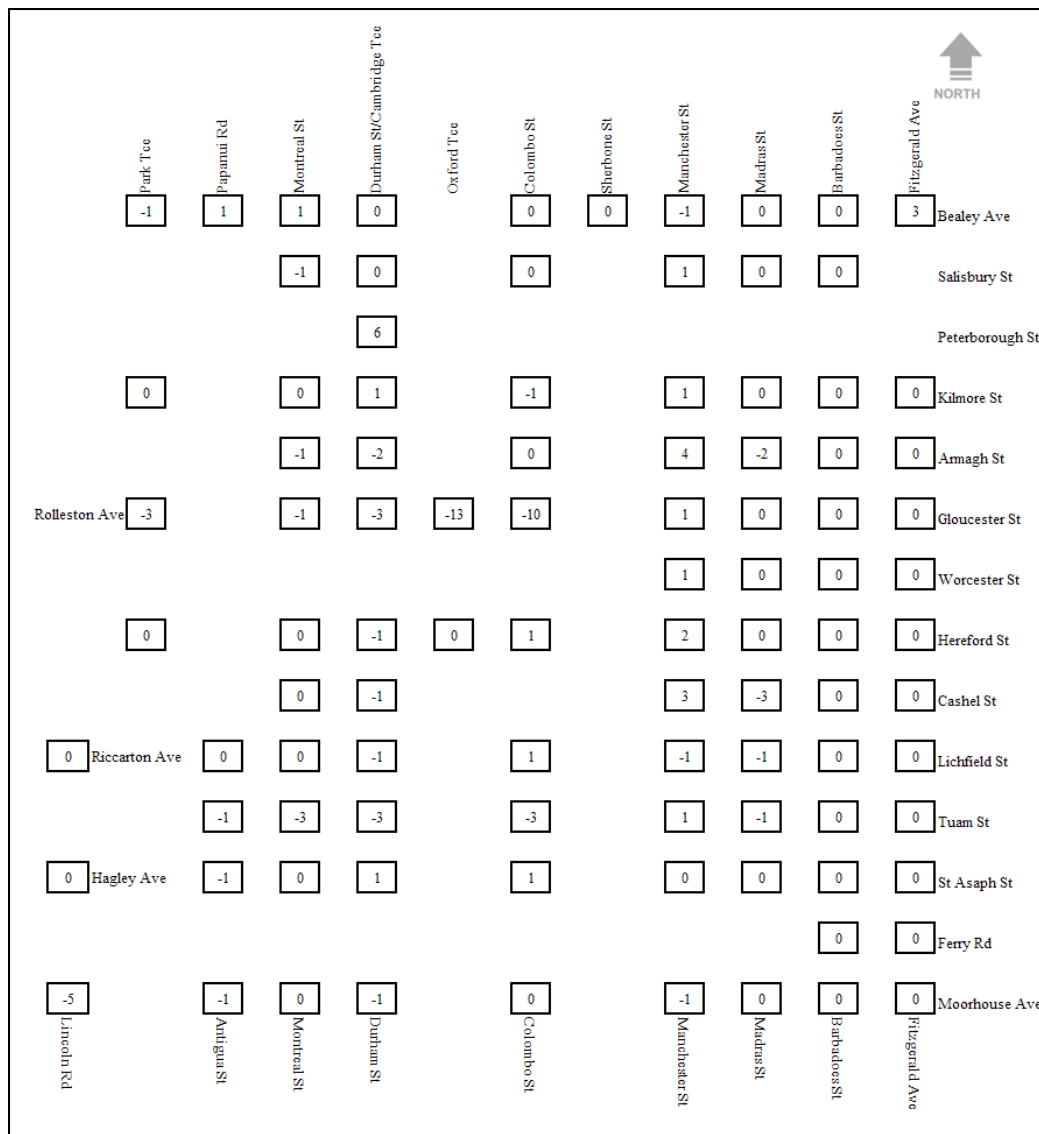 NORTH
Park Tce Papanui Rd Montreal St Durham St/Cambridge Tce Oxford Tce Colombo St Sherbone St Manchester St Madras St Barbadoes St Fitzgerald Ave
-1 1 1 0 0 0 -1 0 0 3 Bealey Ave
-1 0 0 1 0 0 Salisbury St
6 Peterborough St
0 0 1 -1 1 0 0 0 Kilmore St
-1 -2 0 4 -2 0 0 Armagh St
Rolleston Ave -3 -1 -3 -13 -10 1 0 0 0 Gloucester St
1 0 0 0 Worcester St
0 0 -1 0 1 2 0 0 0 Hereford St
0 -1 3 -3 0 0 Cashel St
0 Riccarton Ave 0 0 -1 1 -1 -1 0 0 Lichfield St
-1 -3 -3 -3 1 -1 0 0 Tuam St
0 Hagley Ave -1 0 1 1 0 0 0 0 St Asaph St
0 0 Ferry Rd
-5 -1 0 -1 0 -1 0 0 0 Moorhouse Ave
Lincoln Rd Antigua St Montreal St Durham St Colombo St Manchester St Madras St Barbadoes St Fitzgerald Ave